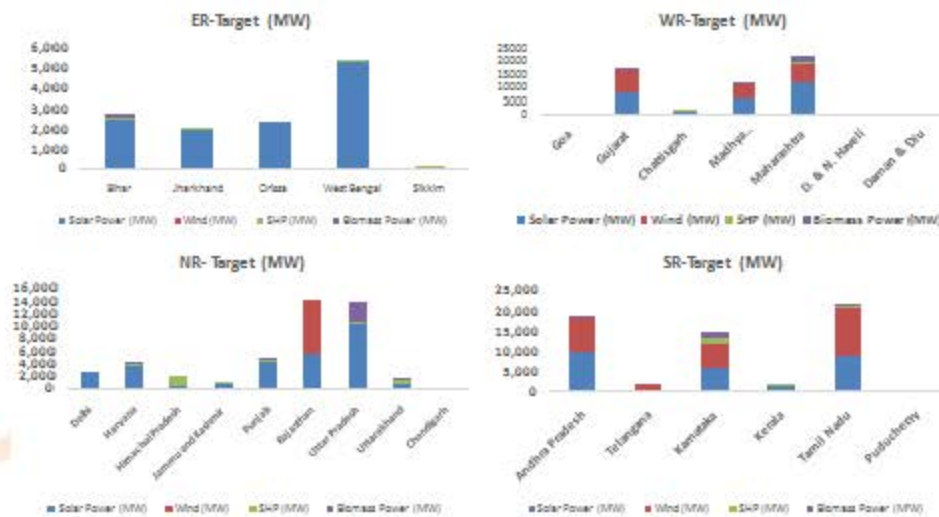 ER-Target (MW)
6,000
5,000
4,000
3,000
2,000
1,000
0
Bihar Jharkhand Orissa West Bengal Sikkim
Solar Power (MW) Wind (MW) SHP (MW) Biomass Power (MW)
WR-Target (MW)
25000
20000
15000
10000
5000
0
Goa Gujarat Chattisgarh Madhya... Maharashtra D. & N. Haveli Daman & Diu
Solar Power (MW) Wind (MW) SHP (MW) Biomass Power(MW)
NR- Target (MW)
16,000
14,000
12,000
10,000
8,000
6,000
4,000
2,000
0
Delhi Haryana Himachal Pradesh Jammu and Kashmir Punjab Rajasthan Uttar Pradesh Uttarakhand Chandigarh
Solar Power (MW) Wind (MW) SHP (MW) Biomass Power (MW)
SR-Target (MW)
25,000
20,000
15,000
10,000
5,000
0
Andhra Pradesh Telangana Karnataka Kerala Tamil Nadu Puducherry
Solar Power (MW) Wind (MW) SHP (MW) Biomass Power (MW)